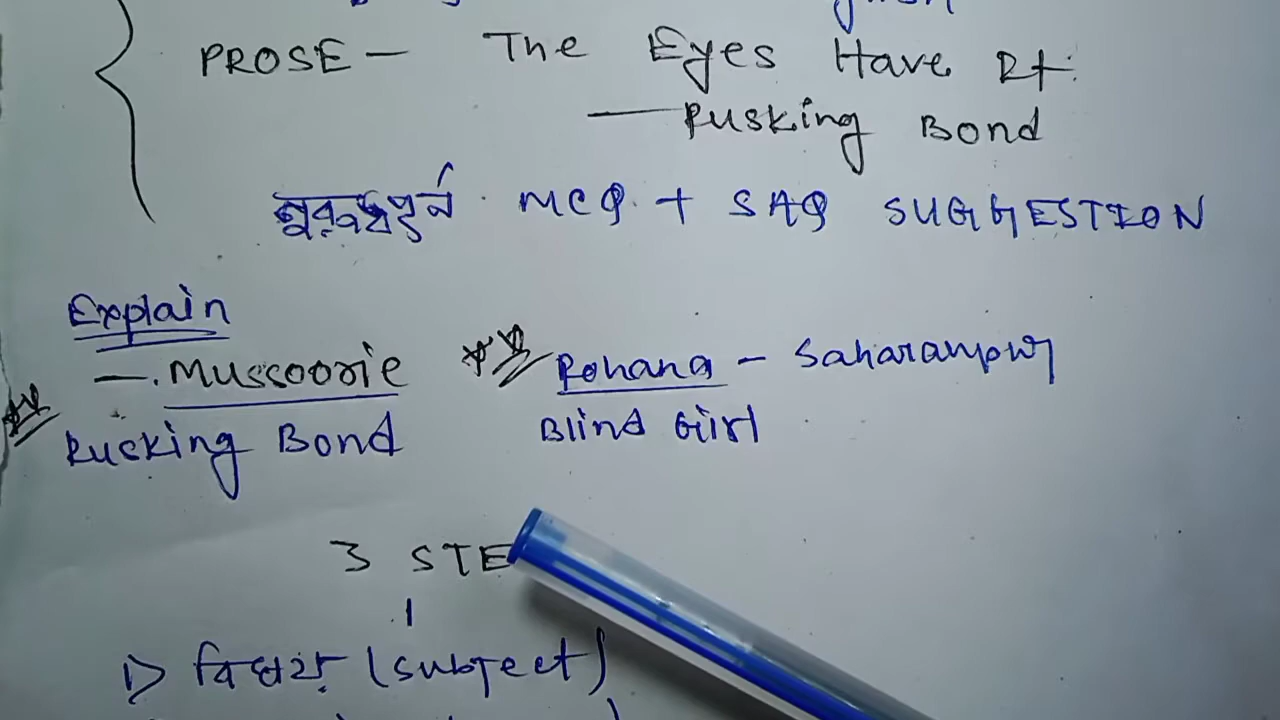 PROSE — The Eyes Have It.
— Rusking Bond
গুরুত্বপূর্ন MCQ + SAQ SUGGESTION
Explain
—. Mussoorie Rohana - Saharanpur
Rusking Bond Blind Girl
3 STE
1) বিষয় (subject)